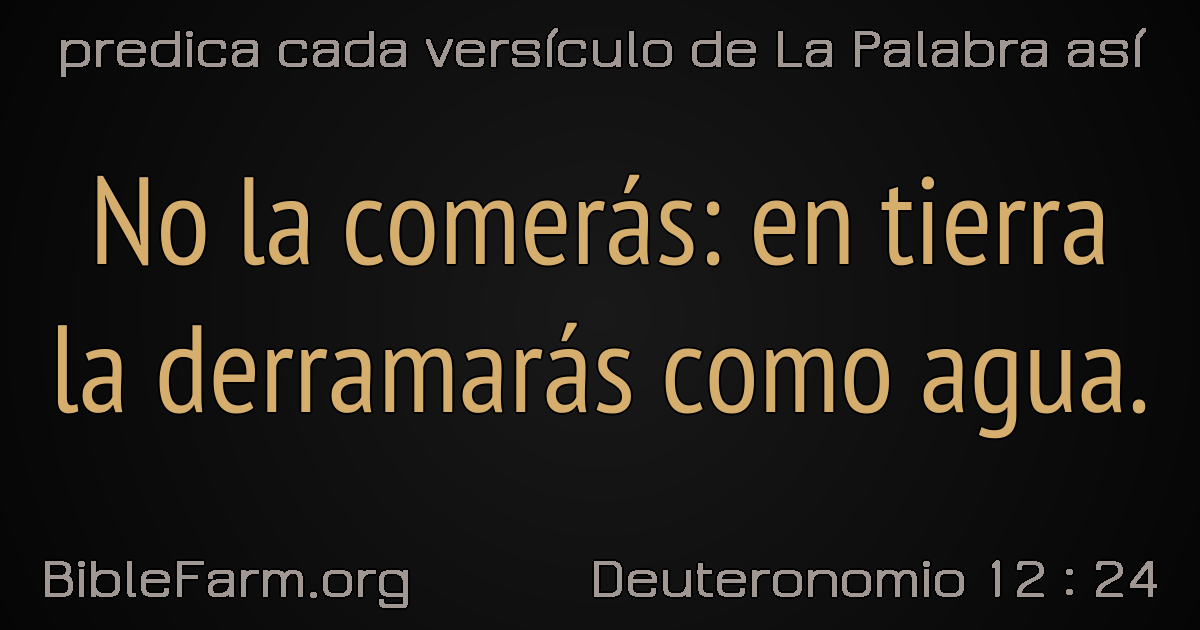 predica cada versículo de La Palabra así
No la comerás: en tierra
la derramarás como agua.
BibleFarm.org Deuteronomio 12 : 24